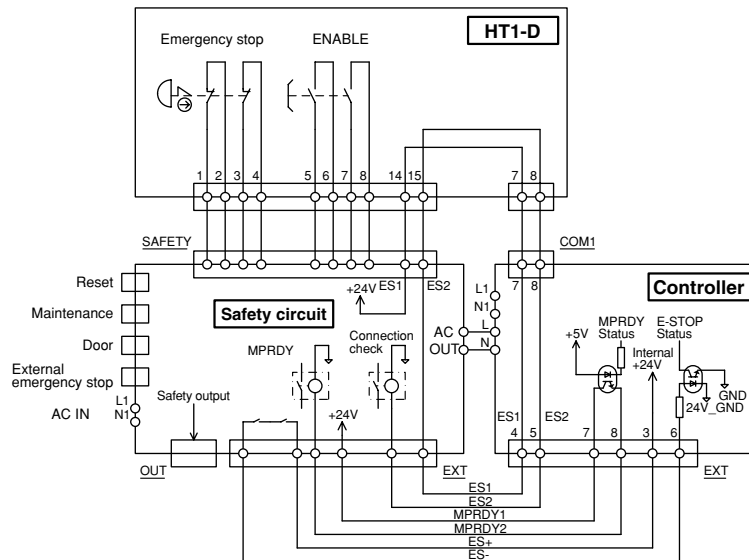 HT1-D
Emergency stop
ENABLE
1 2 3 4 5 6 7 8 14 15 7 8
SAFETY
COM1
ES1 ES2
7 8
+24V
Safety circuit
Controller
Reset
Maintenance
Door
External
emergency stop
L1
N1
AC IN
Safety output
MPRDY
Connection
check
+24V
L1
N1
AC
L
OUT
N
MPRDY
Status
E-STOP
Status
+5V
Internal
+24V
GND
24V_GND
ES1 ES2
4 5 7 8 3 6
OUT
EXT
EXT
ES1
ES2
MPRDY1
MPRDY2
ES+
ES-